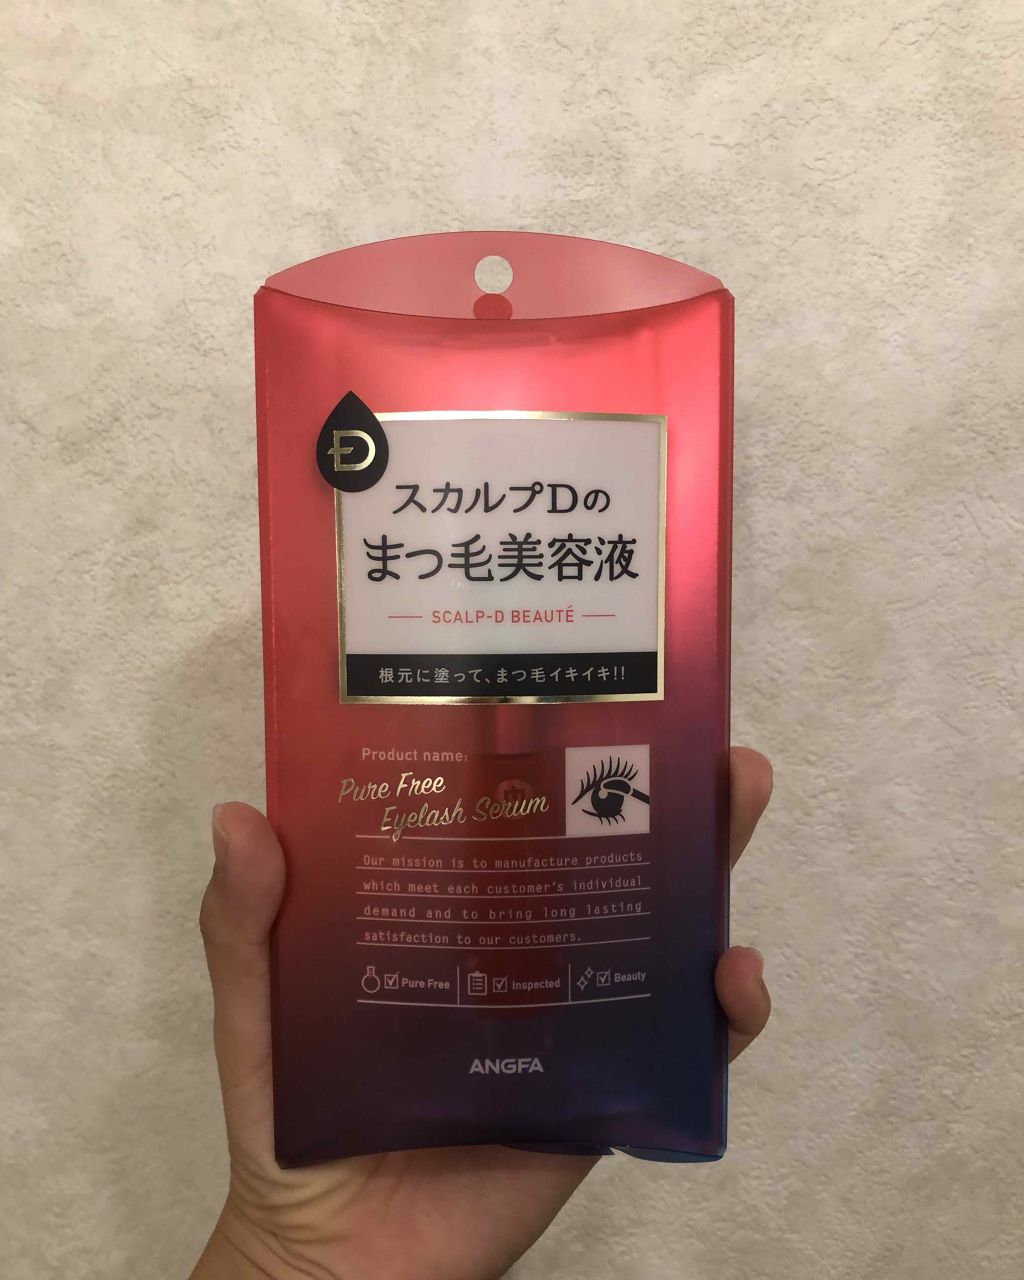 Ð
スカルプDの
まつ毛美容液
SCALP-D BEAUTÉ
根元に塗って、まつ毛イキイキ!!
Product name:
Pure Free
Eyelash Serum
Our mission is to manufacture products
which meet each customer's individual
demand and to bring long lasting
satisfaction to our customers.
Pure Free Inspected Beauty
ANGFA